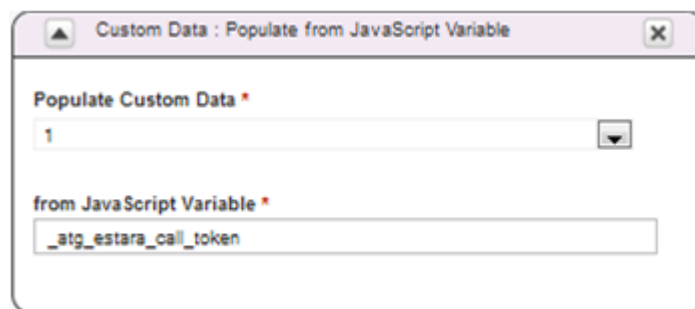 Custom Data : Populate from JavaScript Variable
Populate Custom Data *
1
from JavaScript Variable *
_atg_estara_call_token